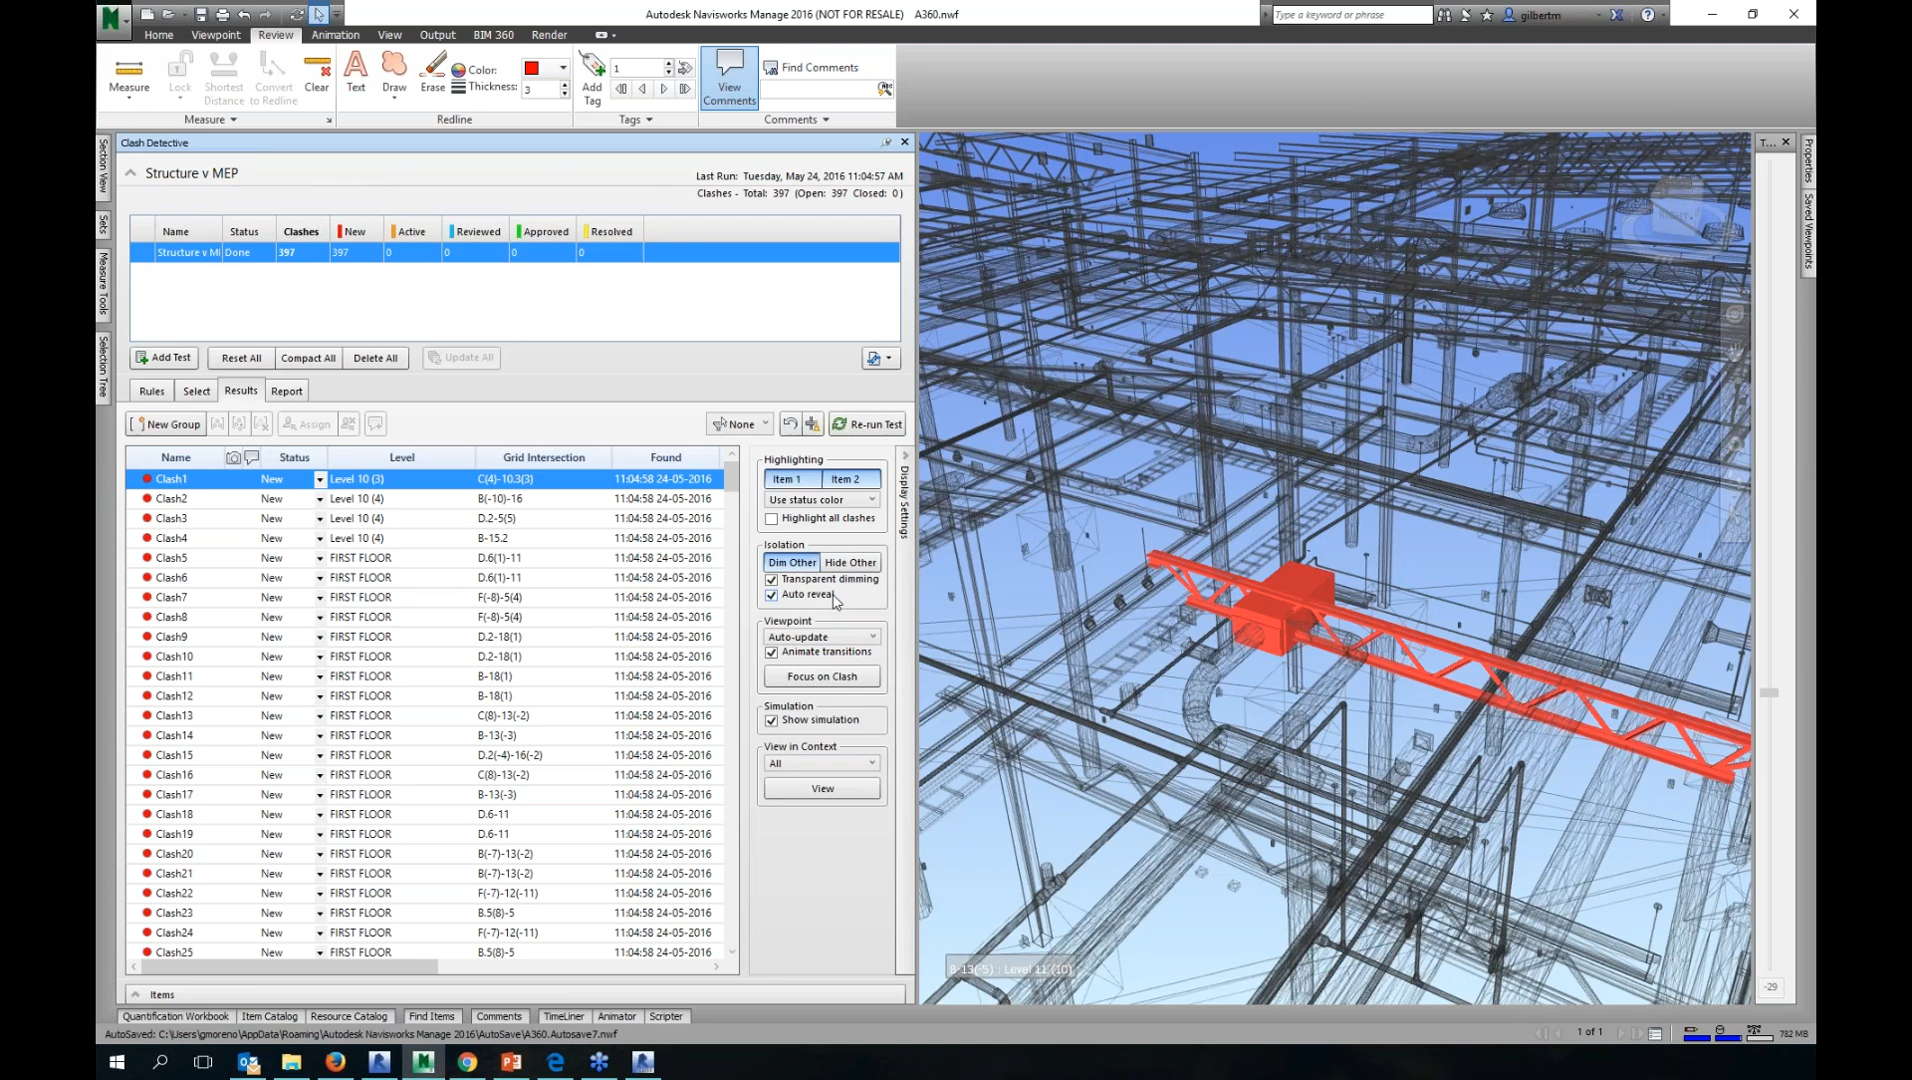 Autodesk Navisworks Manage 2016 (NOT FOR RESALE) A360.nwf
Type a keyword or phrase
gilbertm
Home Viewpoint Review Animation View Output BIM 360 Render
Measure Lock Shortest Distance Convert to Redline Clear
Text Draw Erase Color: Thickness: 3
Add Tag 1
View Comments Find Comments
Measure Redline Tags Comments
Clash Detective
T...
Section View
Sets
Measure Tools
Selection Tree
Properties
Saved Viewpoints
Structure v MEP
Last Run: Tuesday, May 24, 2016 11:04:57 AM
Clashes - Total: 397 (Open: 397 Closed: 0 )
Name Status Clashes New Active Reviewed Approved Resolved
Structure v MI Done 397 397 0 0 0 0
Add Test Reset All Compact All Delete All Update All
Rules Select Results Report
New Group Assign None Re-run Test
Name Status Level Grid Intersection Found
Clash1 New Level 10 (3) C(4)-10.3(3) 11:04:58 24-05-2016
Clash2 New Level 10 (4) B(-10)-16 11:04:58 24-05-2016
Clash3 New Level 10 (4) D.2-5(5) 11:04:58 24-05-2016
Clash4 New Level 10 (4) B-15.2 11:04:58 24-05-2016
Clash5 New FIRST FLOOR D.6(1)-11 11:04:58 24-05-2016
Clash6 New FIRST FLOOR D.6(1)-11 11:04:58 24-05-2016
Clash7 New FIRST FLOOR F(-8)-5(4) 11:04:58 24-05-2016
Clash8 New FIRST FLOOR F(-8)-5(4) 11:04:58 24-05-2016
Clash9 New FIRST FLOOR D.2-18(1) 11:04:58 24-05-2016
Clash10 New FIRST FLOOR D.2-18(1) 11:04:58 24-05-2016
Clash11 New FIRST FLOOR B-18(1) 11:04:58 24-05-2016
Clash12 New FIRST FLOOR B-18(1) 11:04:58 24-05-2016
Clash13 New FIRST FLOOR C(8)-13(-2) 11:04:58 24-05-2016
Clash14 New FIRST FLOOR B-13(-3) 11:04:58 24-05-2016
Clash15 New FIRST FLOOR D.2(-4)-16(-2) 11:04:58 24-05-2016
Clash16 New FIRST FLOOR C(8)-13(-2) 11:04:58 24-05-2016
Clash17 New FIRST FLOOR B-13(-3) 11:04:58 24-05-2016
Clash18 New FIRST FLOOR D.6-11 11:04:58 24-05-2016
Clash19 New FIRST FLOOR D.6-11 11:04:58 24-05-2016
Clash20 New FIRST FLOOR B(-7)-13(-2) 11:04:58 24-05-2016
Clash21 New FIRST FLOOR B(-7)-13(-2) 11:04:58 24-05-2016
Clash22 New FIRST FLOOR F(-7)-12(-11) 11:04:58 24-05-2016
Clash23 New FIRST FLOOR B.5(8)-5 11:04:58 24-05-2016
Clash24 New FIRST FLOOR F(-7)-12(-11) 11:04:58 24-05-2016
Clash25 New FIRST FLOOR B.5(8)-5 11:04:58 24-05-2016
Display Settings
Highlighting
Item 1 Item 2
Use status color
Highlight all clashes
Isolation
Dim Other Hide Other
Transparent dimming
Auto reveal
Viewpoint
Auto-update
Animate transitions
Focus on Clash
Simulation
Show simulation
View in Context
All
View
B-13(-5) : Level 11 (10)
-29
Items
Quantification Workbook Item Catalog Resource Catalog Find Items Comments TimeLiner Animator Scripter
AutoSaved: C:\Users\gmoreno\AppData\Roaming\Autodesk Navisworks Manage 2016\AutoSave\A360.Autosave7.nwf
1 of 1
782 MB